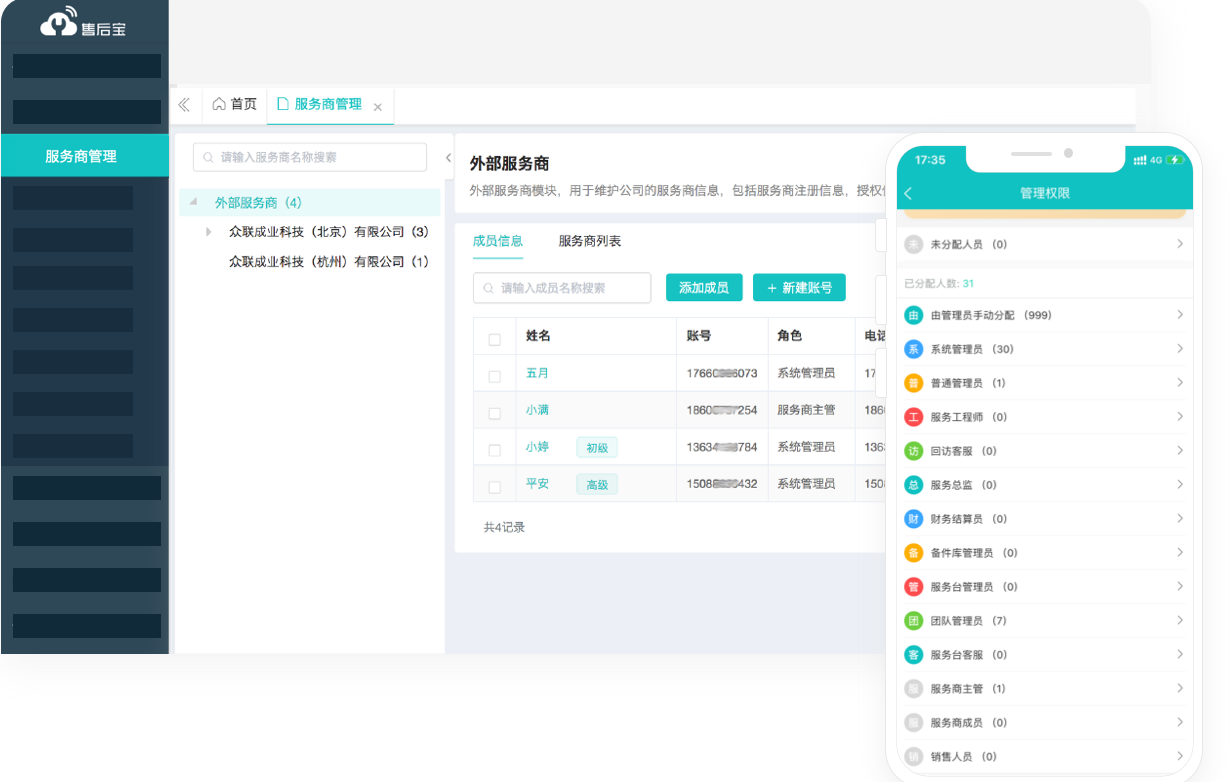 售后宝
服务商管理
首页
服务商管理
请输入服务商名称搜索
外部服务商（4）
众联成业科技（北京）有限公司（3）
众联成业科技（杭州）有限公司（1）
外部服务商
外部服务商模块，用于维护公司的服务商信息，包括服务商注册信息，授权
成员信息 服务商列表
请输入成员名称搜索 添加成员 + 新建账号
姓名 账号 角色 电话
五月 17660 073 系统管理员 17
小满 1860 254 服务商主管 186
小婷 初级 13634 784 系统管理员 136
平安 高级 1508 432 系统管理员 150
共4记录
17:35 4G
管理权限
未 未分配人员 （0）
已分配人数: 31
由 由管理员手动分配 （999）
系 系统管理员 （30）
普 普通管理员 （1）
工 服务工程师 （0）
访 回访客服 （0）
总 服务总监 （0）
财 财务结算员 （0）
备 备件库管理员 （0）
管 服务台管理员 （0）
团 团队管理员 （7）
客 服务台客服 （0）
服 服务商主管 （1）
服 服务商成员 （0）
销 销售人员 （0）